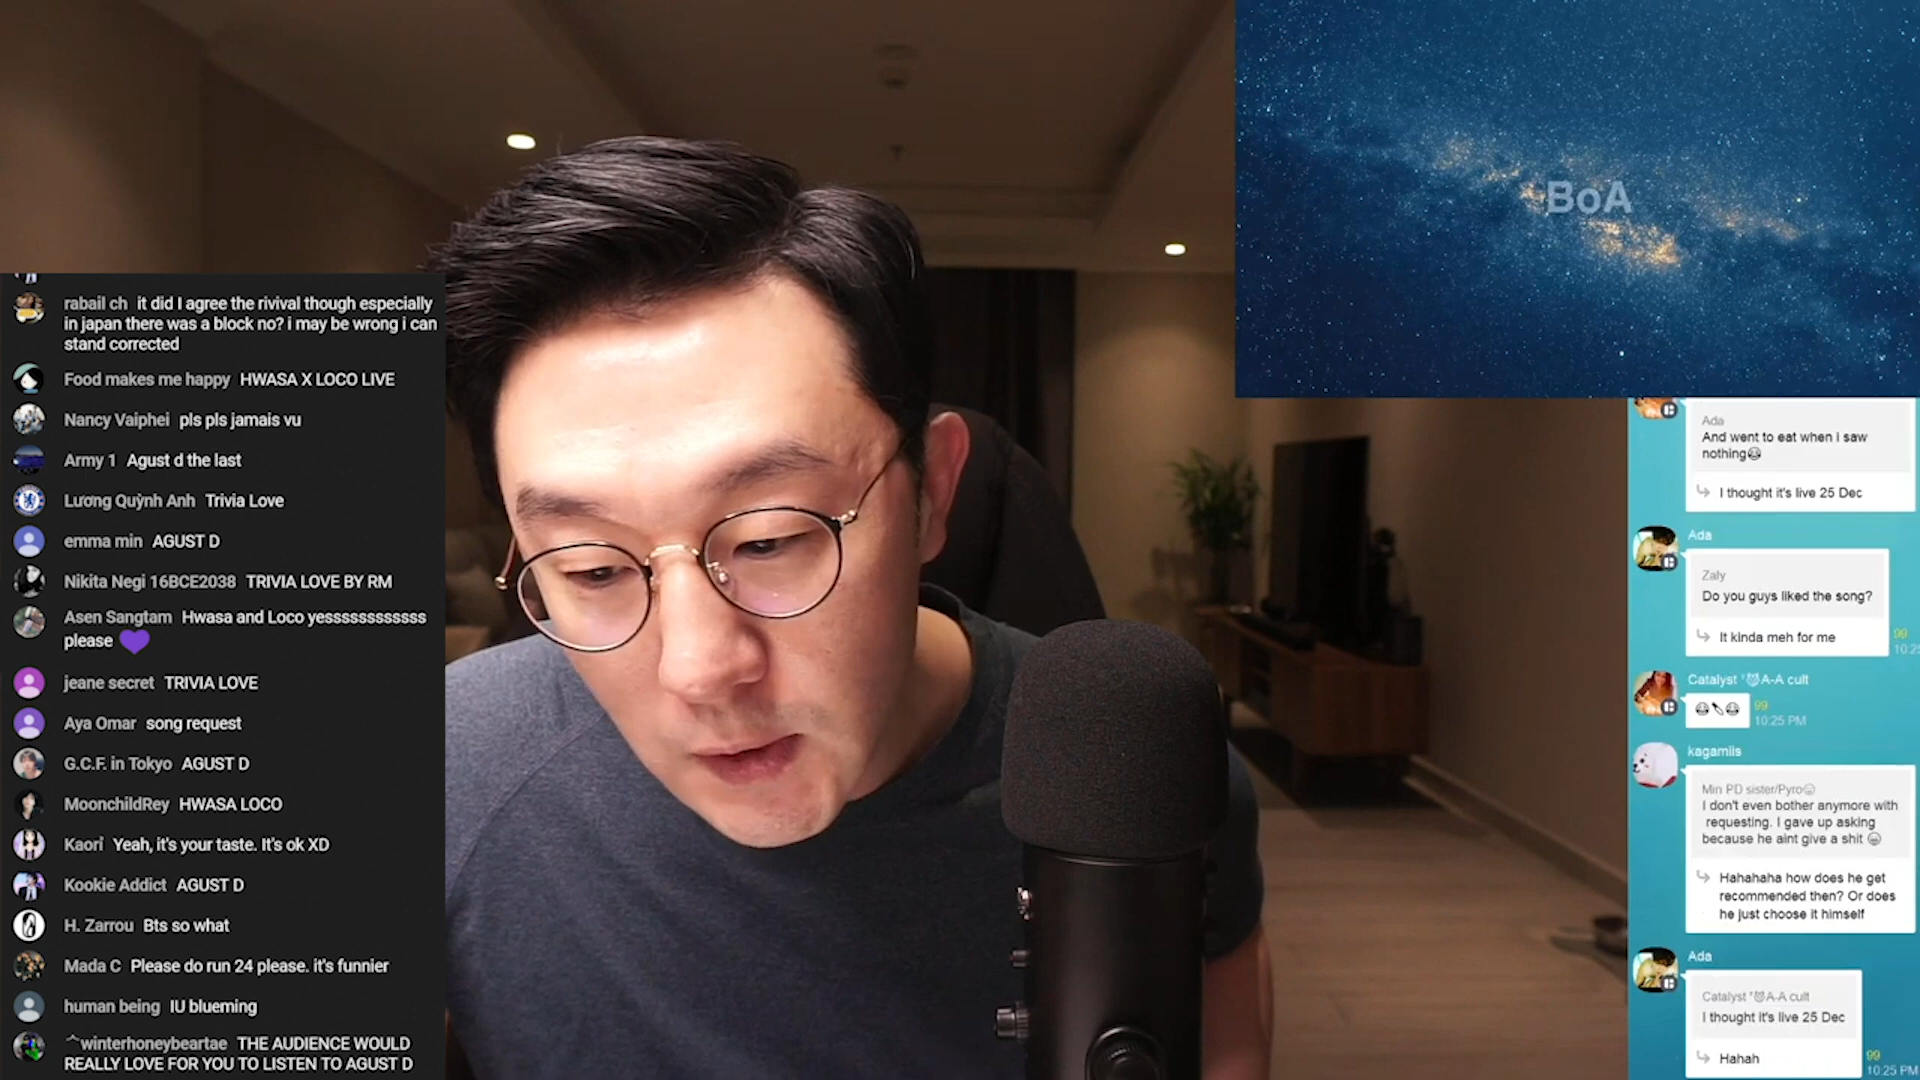 BoA
rabail ch it did I agree the rivival though especially
in japan there was a block no? i may be wrong i can
stand corrected
Food makes me happy HWASA X LOCO LIVE
Nancy Vaiphei pls pls jamais vu
Army 1 Agust d the last
Lương Quỳnh Anh Trivia Love
emma min AGUST D
Nikita Negi 16BCE2038 TRIVIA LOVE BY RM
Asen Sangtam Hwasa and Loco yesssssssssssss
please 💜
jeane secret TRIVIA LOVE
Aya Omar song request
G.C.F. in Tokyo AGUST D
MoonchildRey HWASA LOCO
Kaori Yeah, it's your taste. It's ok XD
Kookie Addict AGUST D
H. Zarrou Bts so what
Mada C Please do run 24 please. it's funnier
human being IU blueming
^winterhoneybeartae THE AUDIENCE WOULD
REALLY LOVE FOR YOU TO LISTEN TO AGUST D
Ada
And went to eat when i saw
nothing😂
I thought it's live 25 Dec
Ada
Zaly
Do you guys liked the song?
It kinda meh for me
99
Catalyst '😈A-A cult
99
10:25 PM
kagamiis
Min PD sister/Pyro
I don't even bother anymore with
requesting. I gave up asking
because he aint give a shit
Hahahaha how does he get
recommended then? Or does
he just choose it himself
Ada
Catalyst '😈A-A cult
I thought it's live 25 Dec
Hahah
99
10:25 PM